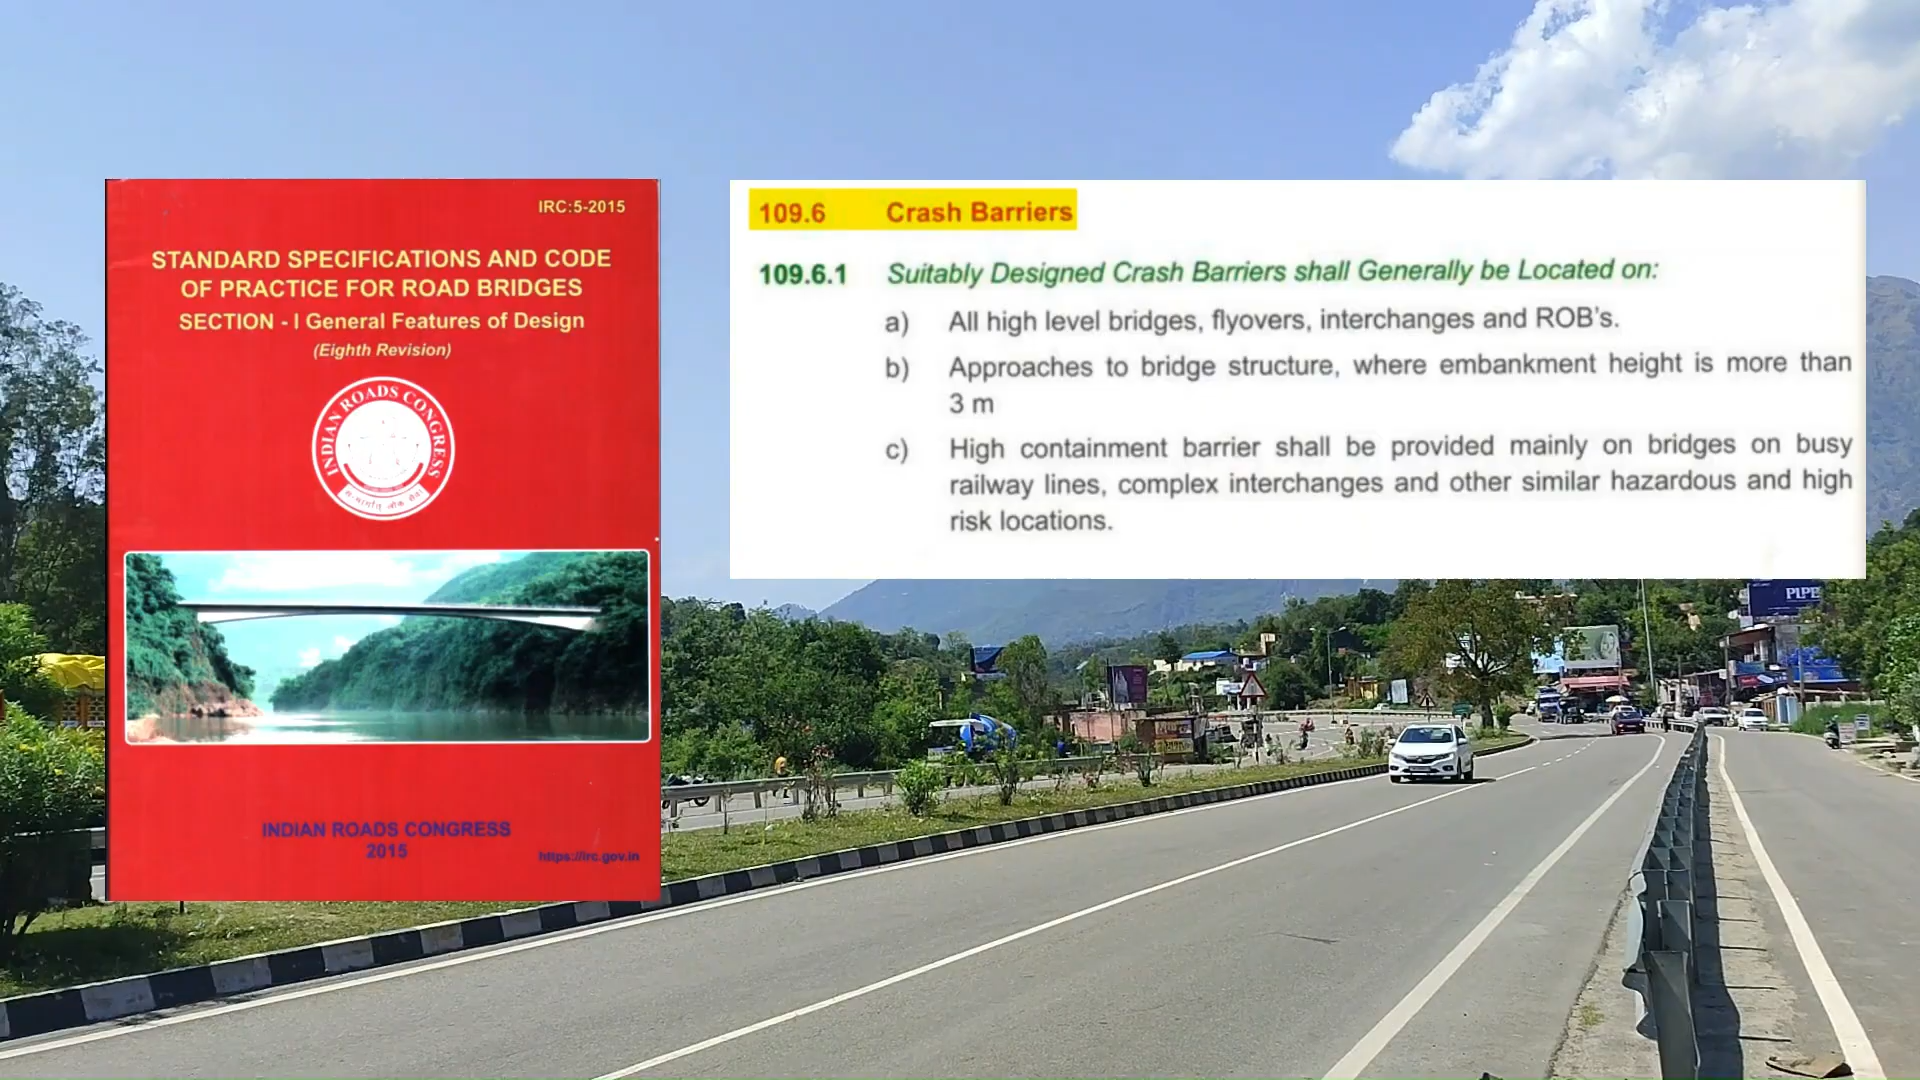 IRC:5-2015
STANDARD SPECIFICATIONS AND CODE
OF PRACTICE FOR ROAD BRIDGES
SECTION - I General Features of Design
(Eighth Revision)
INDIAN ROADS CONGRESS
INDIAN ROADS CONGRESS
2015
https://irc.gov.in
109.6 Crash Barriers
109.6.1 Suitably Designed Crash Barriers shall Generally be Located on:
a) All high level bridges, flyovers, interchanges and ROB's.
b) Approaches to bridge structure, where embankment height is more than
3 m
c) High containment barrier shall be provided mainly on bridges on busy
railway lines, complex interchanges and other similar hazardous and high
risk locations.
PIPE